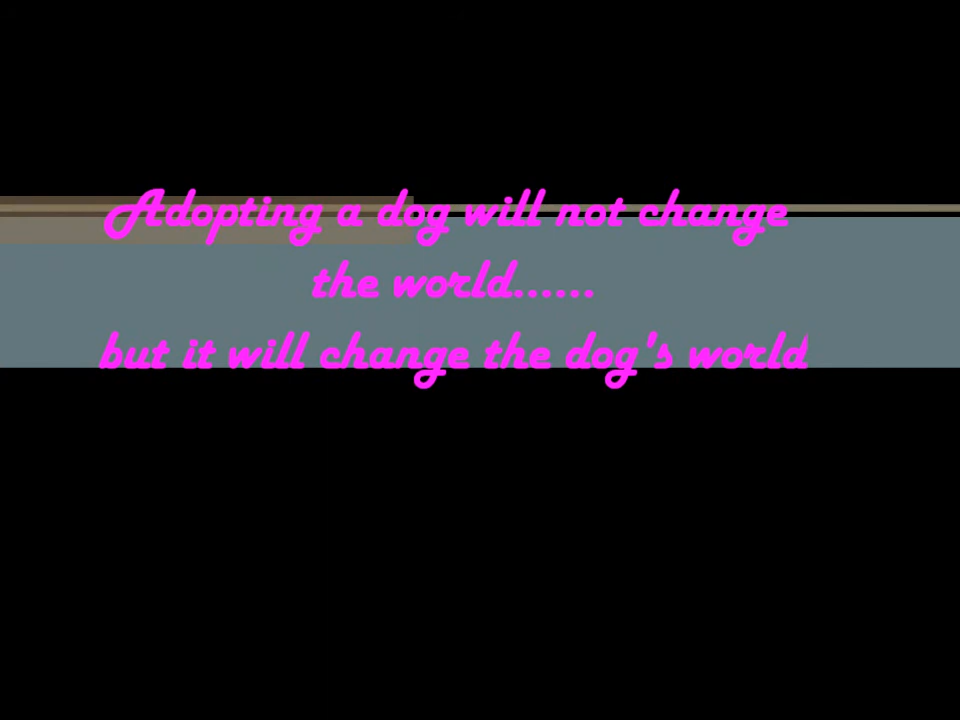 Adopting a dog will not change
the world......
but it will change the dog's world